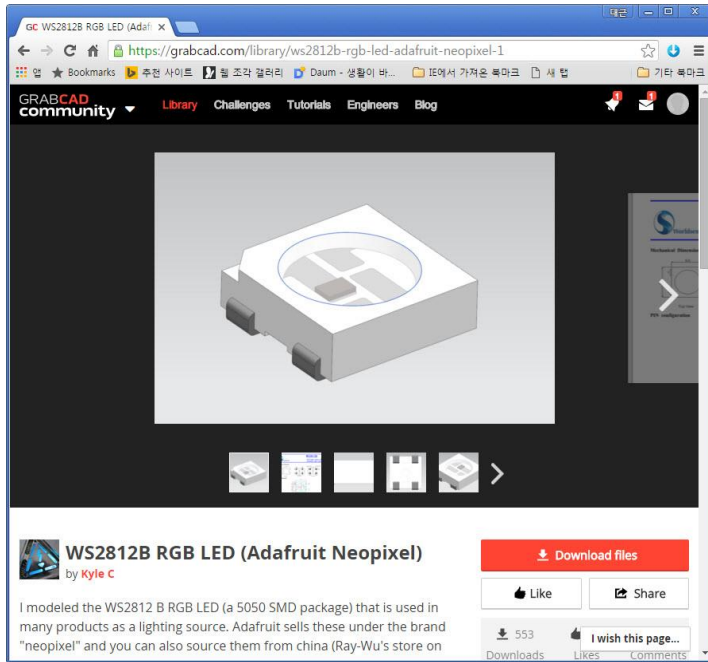 대근
GC WS2812B RGB LED (Adafr
https://grabcad.com/library/ws2812b-rgb-led-adafruit-neopixel-1
앱 Bookmarks 추천 사이트 웹 조각 갤러리 Daum - 생활이 바... IE에서 가져온 북마크 새 탭 기타 북마크
GRABCAD
community Library Challenges Tutorials Engineers Blog 1 1
WS2812B RGB LED (Adafruit Neopixel)
by Kyle C
Download files
Like Share
I modeled the WS2812 B RGB LED (a 5050 SMD package) that is used in
many products as a lighting source. Adafruit sells these under the brand
"neopixel" and you can also source them from china (Ray-Wu's store on
553 I wish this page...
Downloads Likes Comments